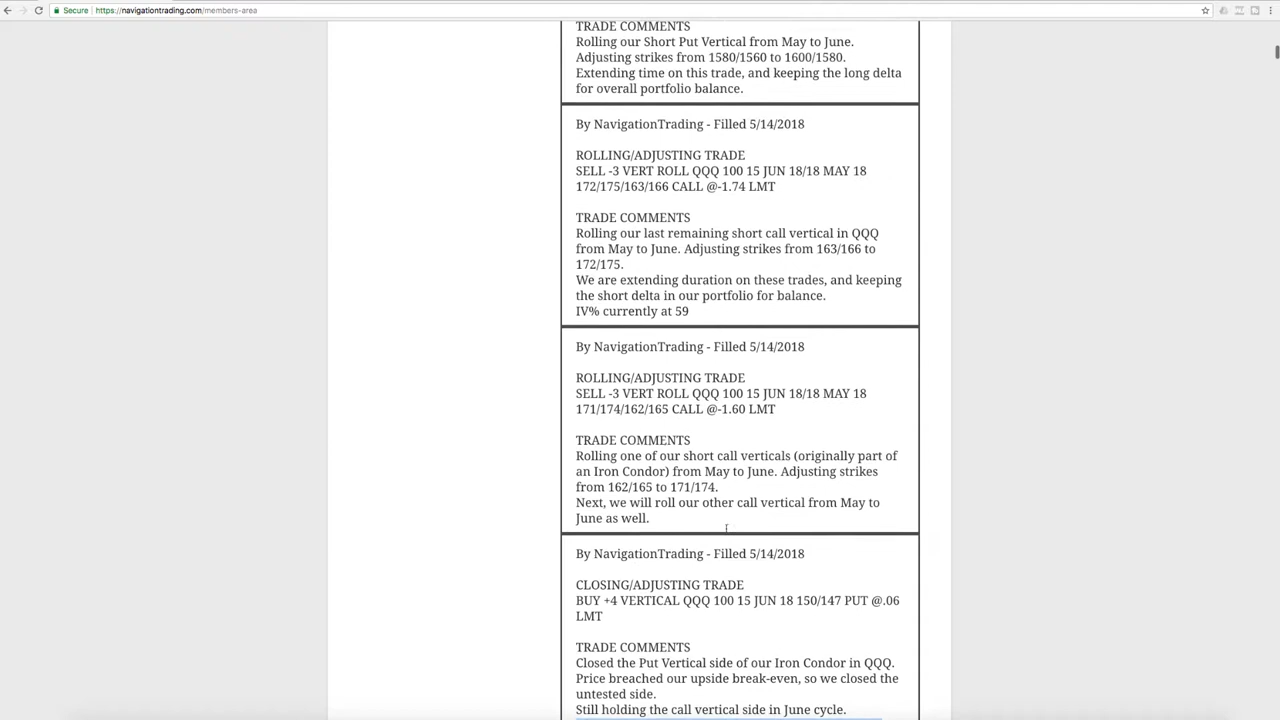 Secure | https://navigationtrading.com/members-area
TRADE COMMENTS
Rolling our Short Put Vertical from May to June.
Adjusting strikes from 1580/1560 to 1600/1580.
Extending time on this trade, and keeping the long delta
for overall portfolio balance.
By NavigationTrading - Filled 5/14/2018
ROLLING/ADJUSTING TRADE
SELL -3 VERT ROLL QQQ 100 15 JUN 18/18 MAY 18
172/175/163/166 CALL @-1.74 LMT
TRADE COMMENTS
Rolling our last remaining short call vertical in QQQ
from May to June. Adjusting strikes from 163/166 to
172/175.
We are extending duration on these trades, and keeping
the short delta in our portfolio for balance.
IV% currently at 59
By NavigationTrading - Filled 5/14/2018
ROLLING/ADJUSTING TRADE
SELL -3 VERT ROLL QQQ 100 15 JUN 18/18 MAY 18
171/174/162/165 CALL @-1.60 LMT
TRADE COMMENTS
Rolling one of our short call verticals (originally part of
an Iron Condor) from May to June. Adjusting strikes
from 162/165 to 171/174.
Next, we will roll our other call vertical from May to
June as well.
By NavigationTrading - Filled 5/14/2018
CLOSING/ADJUSTING TRADE
BUY +4 VERTICAL QQQ 100 15 JUN 18 150/147 PUT @.06
LMT
TRADE COMMENTS
Closed the Put Vertical side of our Iron Condor in QQQ.
Price breached our upside break-even, so we closed the
untested side.
Still holding the call vertical side in June cycle.